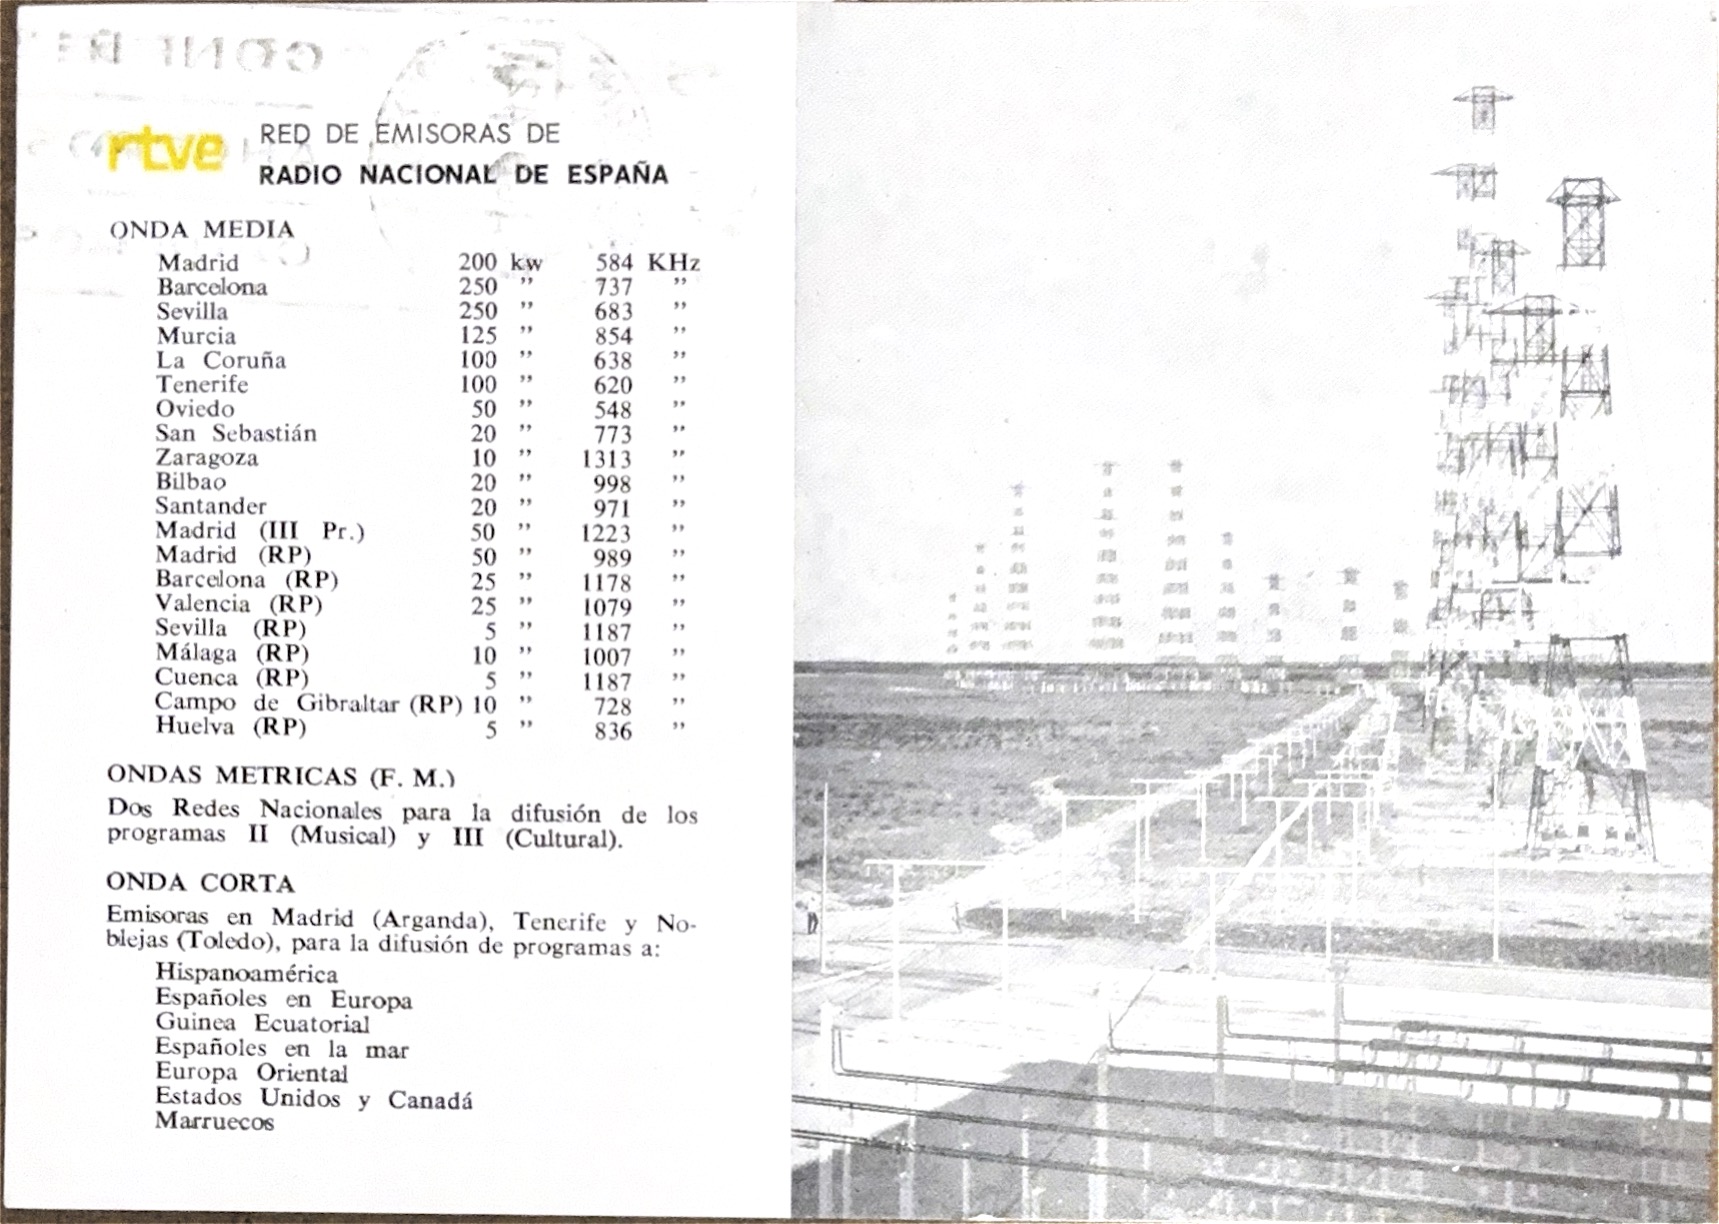 rtve
RED DE EMISORAS DE
RADIO NACIONAL DE ESPAÑA
ONDA MEDIA
Madrid 200 kw 584 KHz
Barcelona 250 ” 737 ”
Sevilla 250 ” 683 ”
Murcia 125 ” 854 ”
La Coruña 100 ” 638 ”
Tenerife 100 ” 620 ”
Oviedo 50 ” 548 ”
San Sebastián 20 ” 773 ”
Zaragoza 10 ” 1313 ”
Bilbao 20 ” 998 ”
Santander 20 ” 971 ”
Madrid (III Pr.) 50 ” 1223 ”
Madrid (RP) 50 ” 989 ”
Barcelona (RP) 25 ” 1178 ”
Valencia (RP) 25 ” 1079 ”
Sevilla (RP) 5 ” 1187 ”
Málaga (RP) 10 ” 1007 ”
Cuenca (RP) 5 ” 1187 ”
Campo de Gibraltar (RP) 10 ” 728 ”
Huelva (RP) 5 ” 836 ”
ONDAS METRICAS (F. M.)
Dos Redes Nacionales para la difusión de los
programas II (Musical) y III (Cultural).
ONDA CORTA
Emisoras en Madrid (Arganda), Tenerife y No-
blejas (Toledo), para la difusión de programas a:
Hispanoamérica
Españoles en Europa
Guinea Ecuatorial
Españoles en la mar
Europa Oriental
Estados Unidos y Canadá
Marruecos